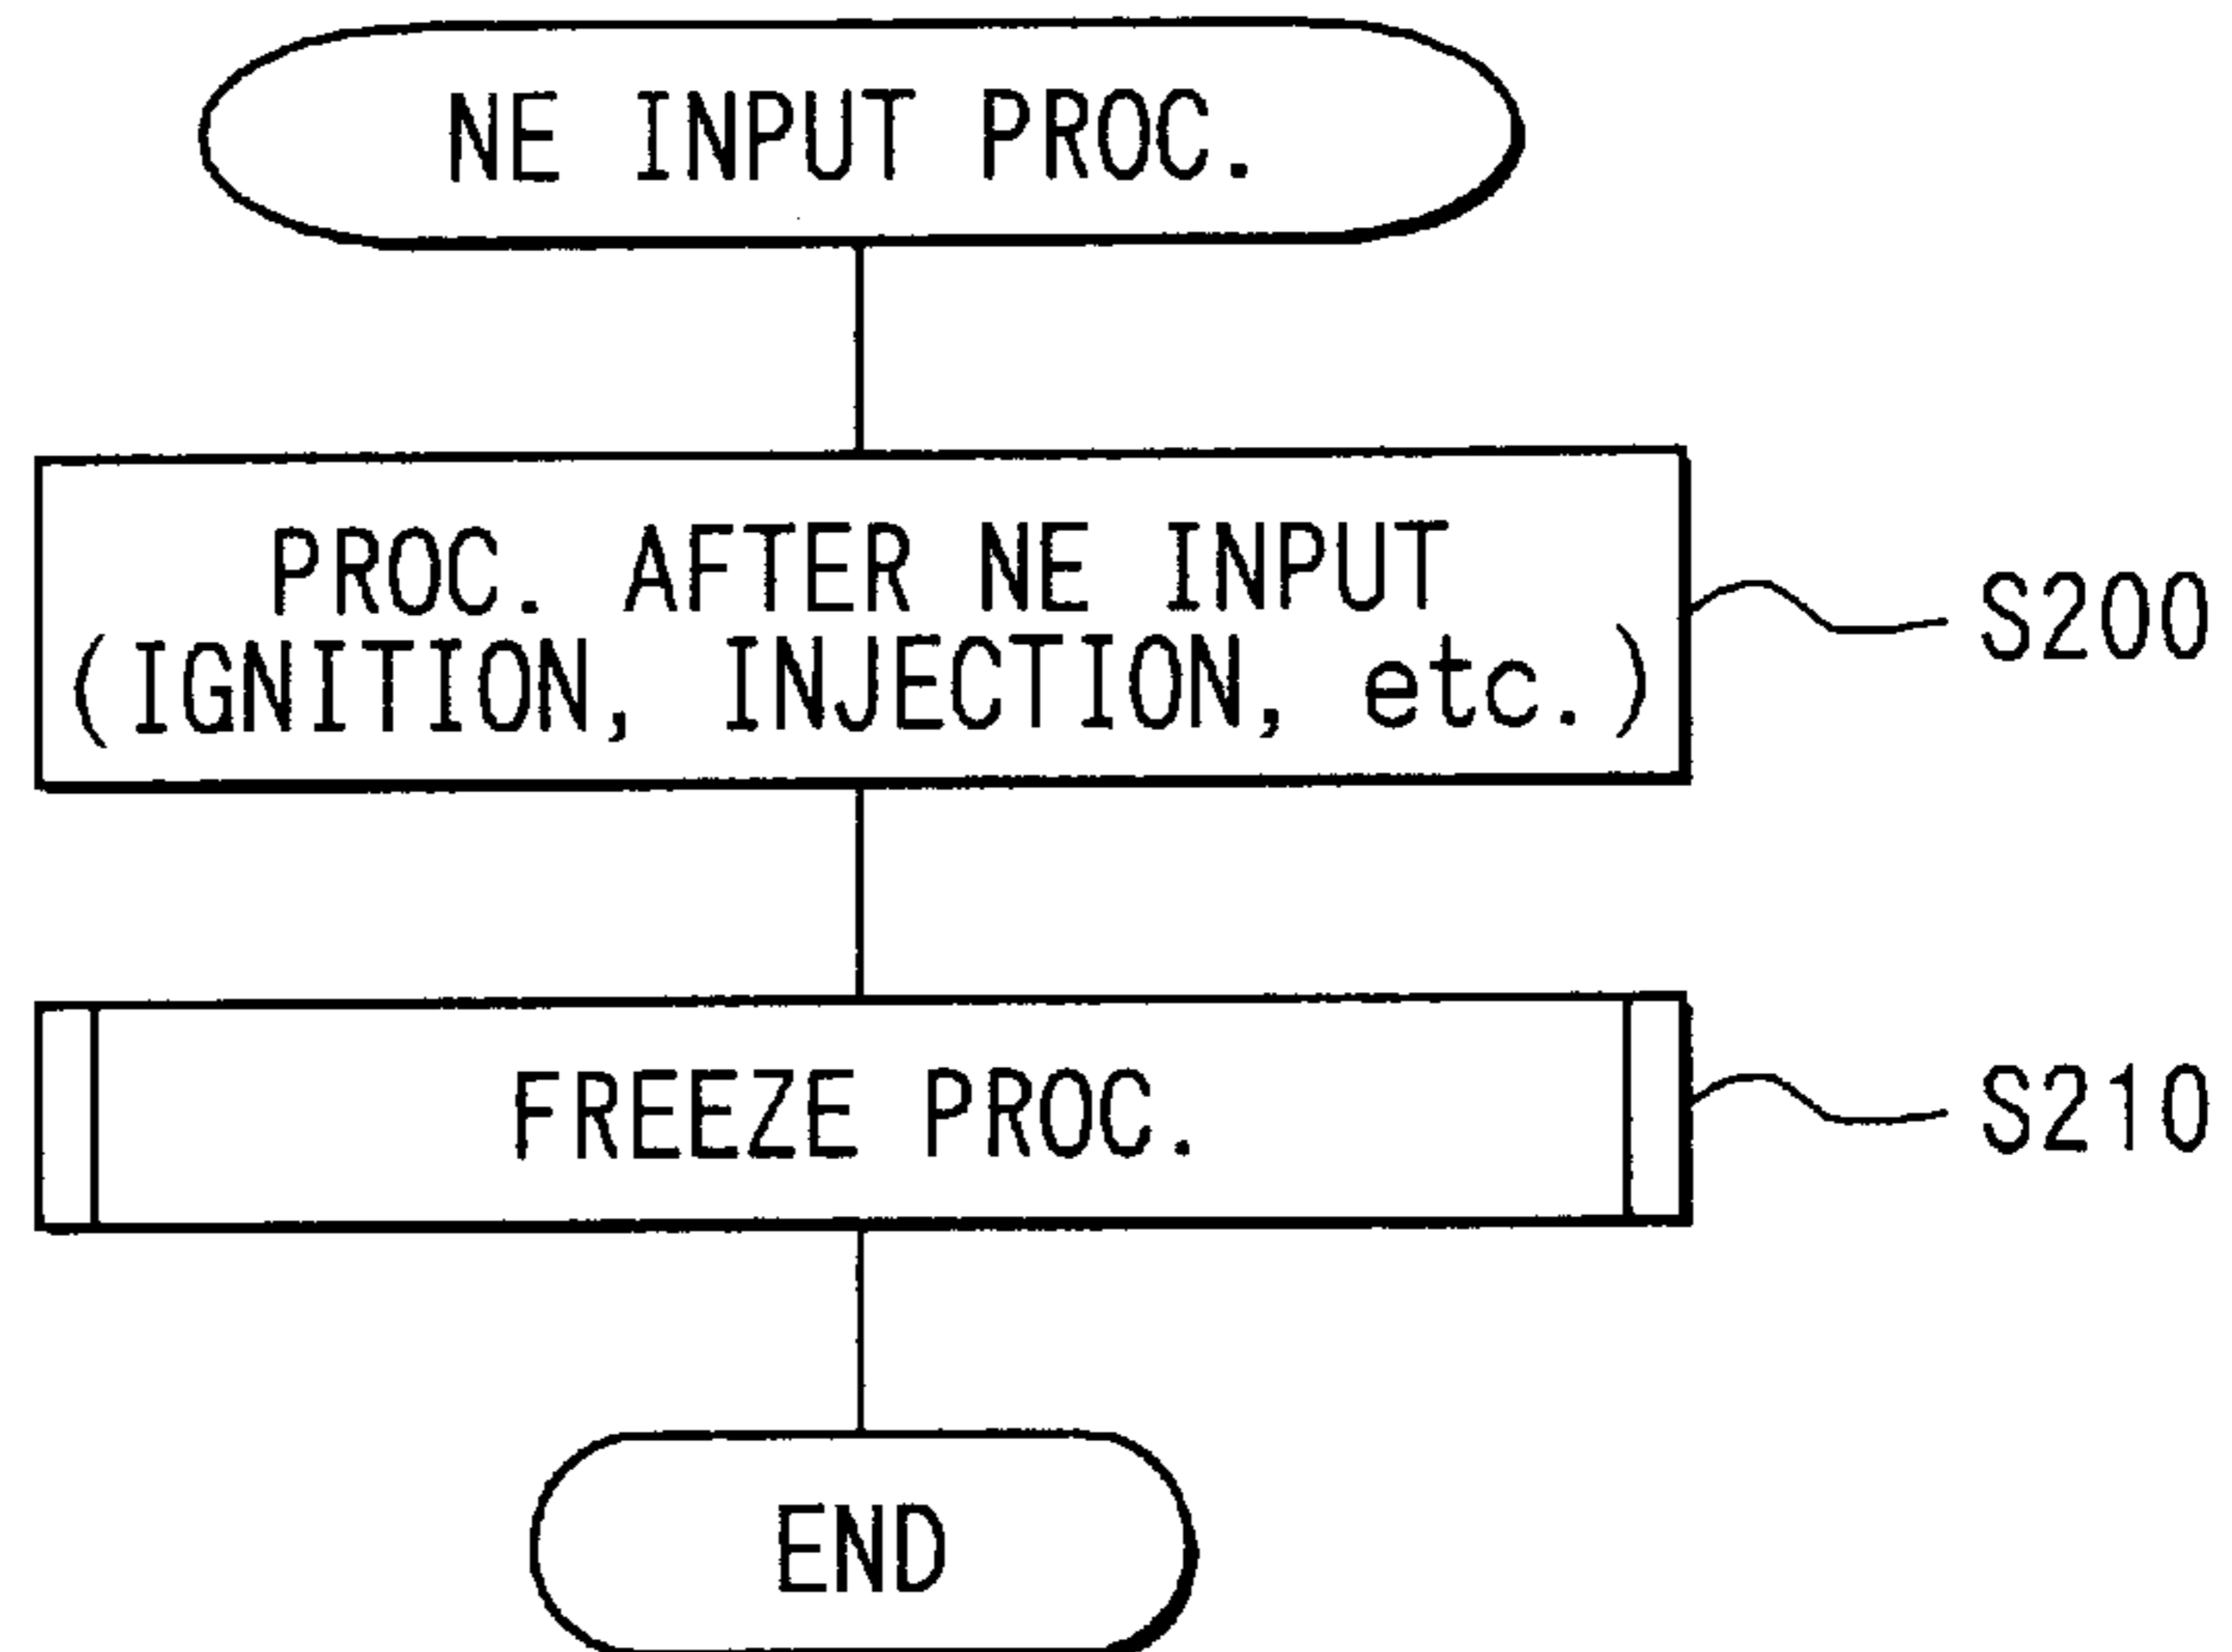 NE INPUT PROC.
PROC. AFTER NE INPUT
(IGNITION, INJECTION, etc.)
S200
FREEZE PROC.
S210
END